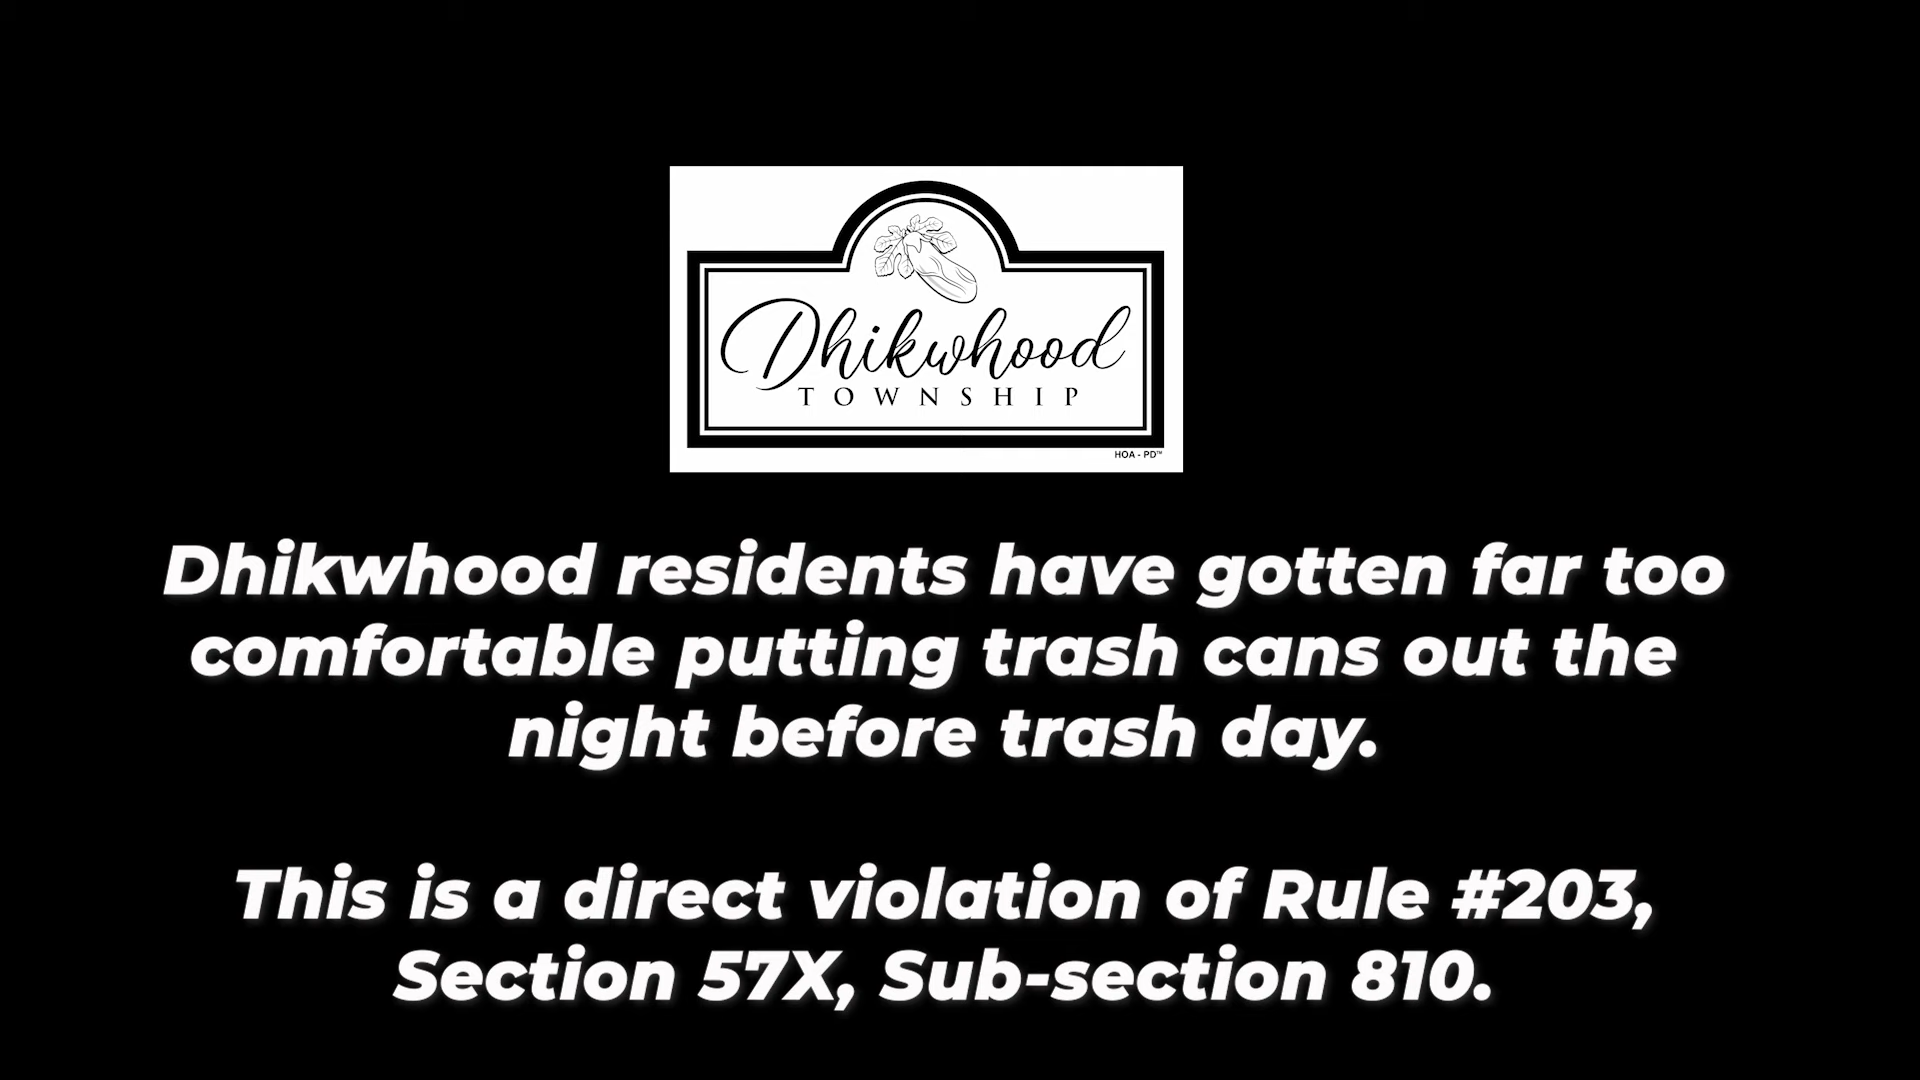 Dhikwhood
TOWNSHIP
HOA - PD™
Dhikwhood residents have gotten far too
comfortable putting trash cans out the
night before trash day.
This is a direct violation of Rule #203,
Section 57X, Sub-section 810.